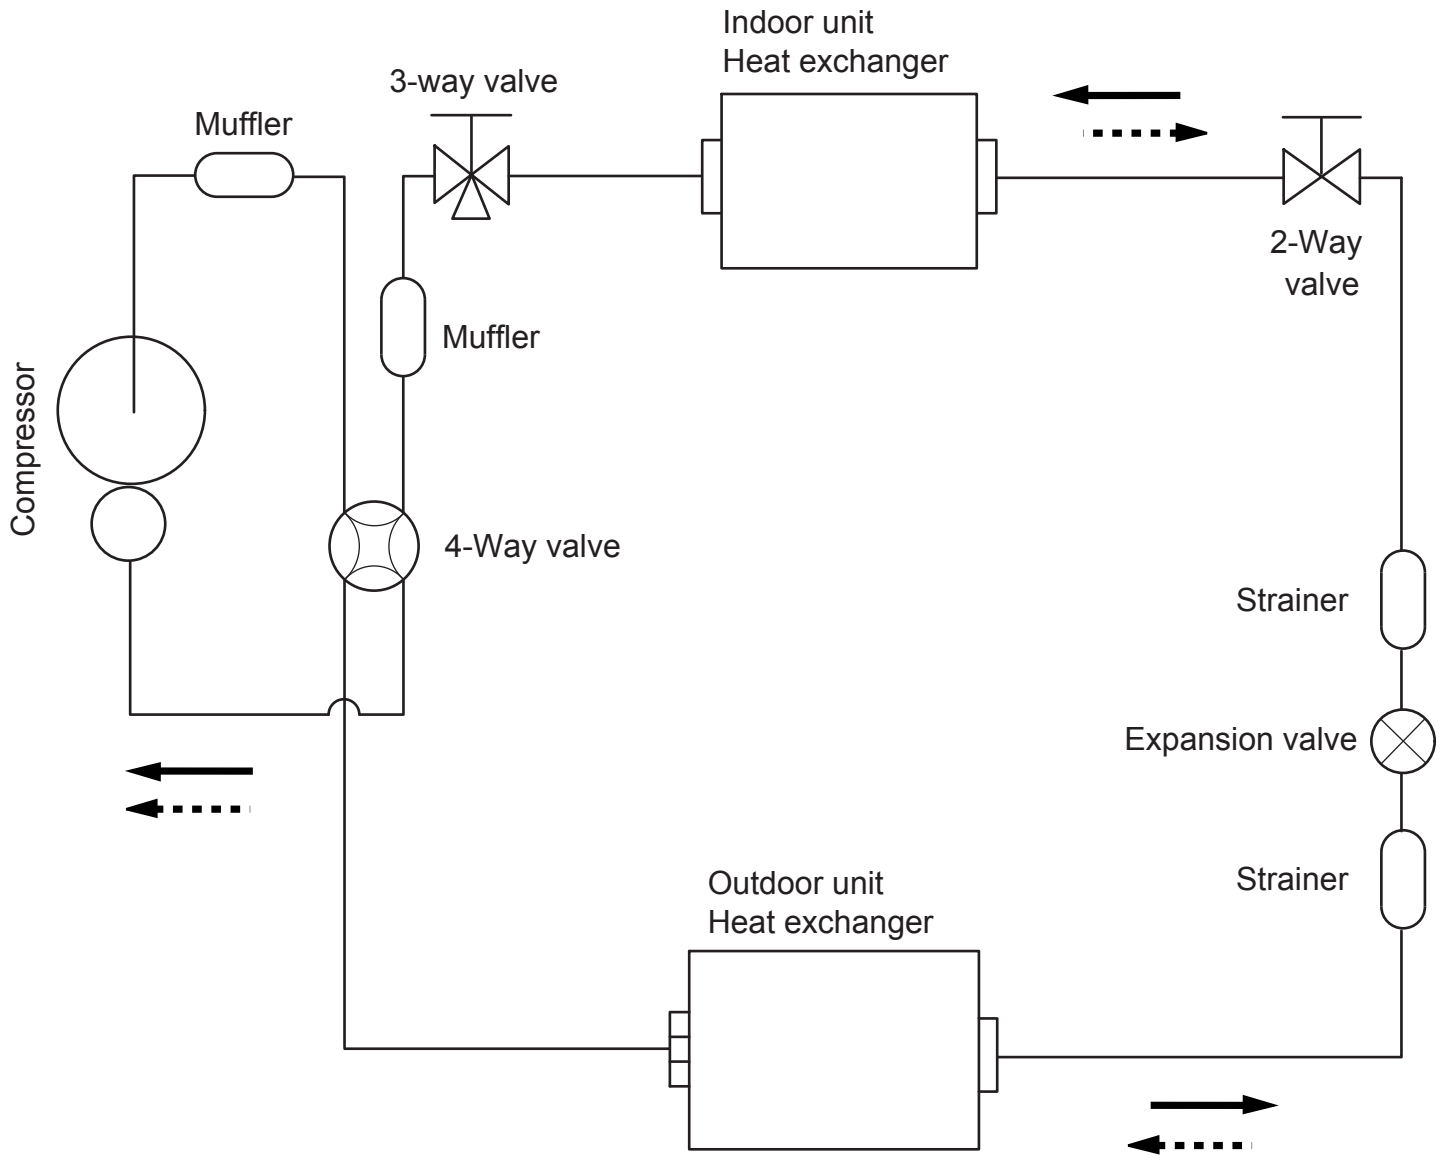 Indoor unit
Heat exchanger
3-way valve
Muffler
2-Way
valve
Muffler
Compressor
4-Way valve
Strainer
Expansion valve
Strainer
Outdoor unit
Heat exchanger